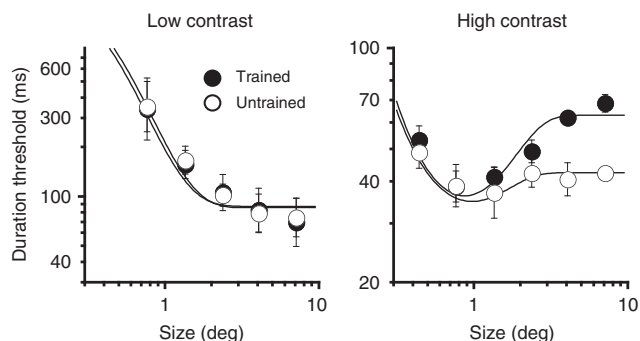 Low contrast
High contrast
Duration threshold (ms)
600
300
100
40
Trained
Untrained
1
10
Size (deg)
100
70
40
20
1
10
Size (deg)